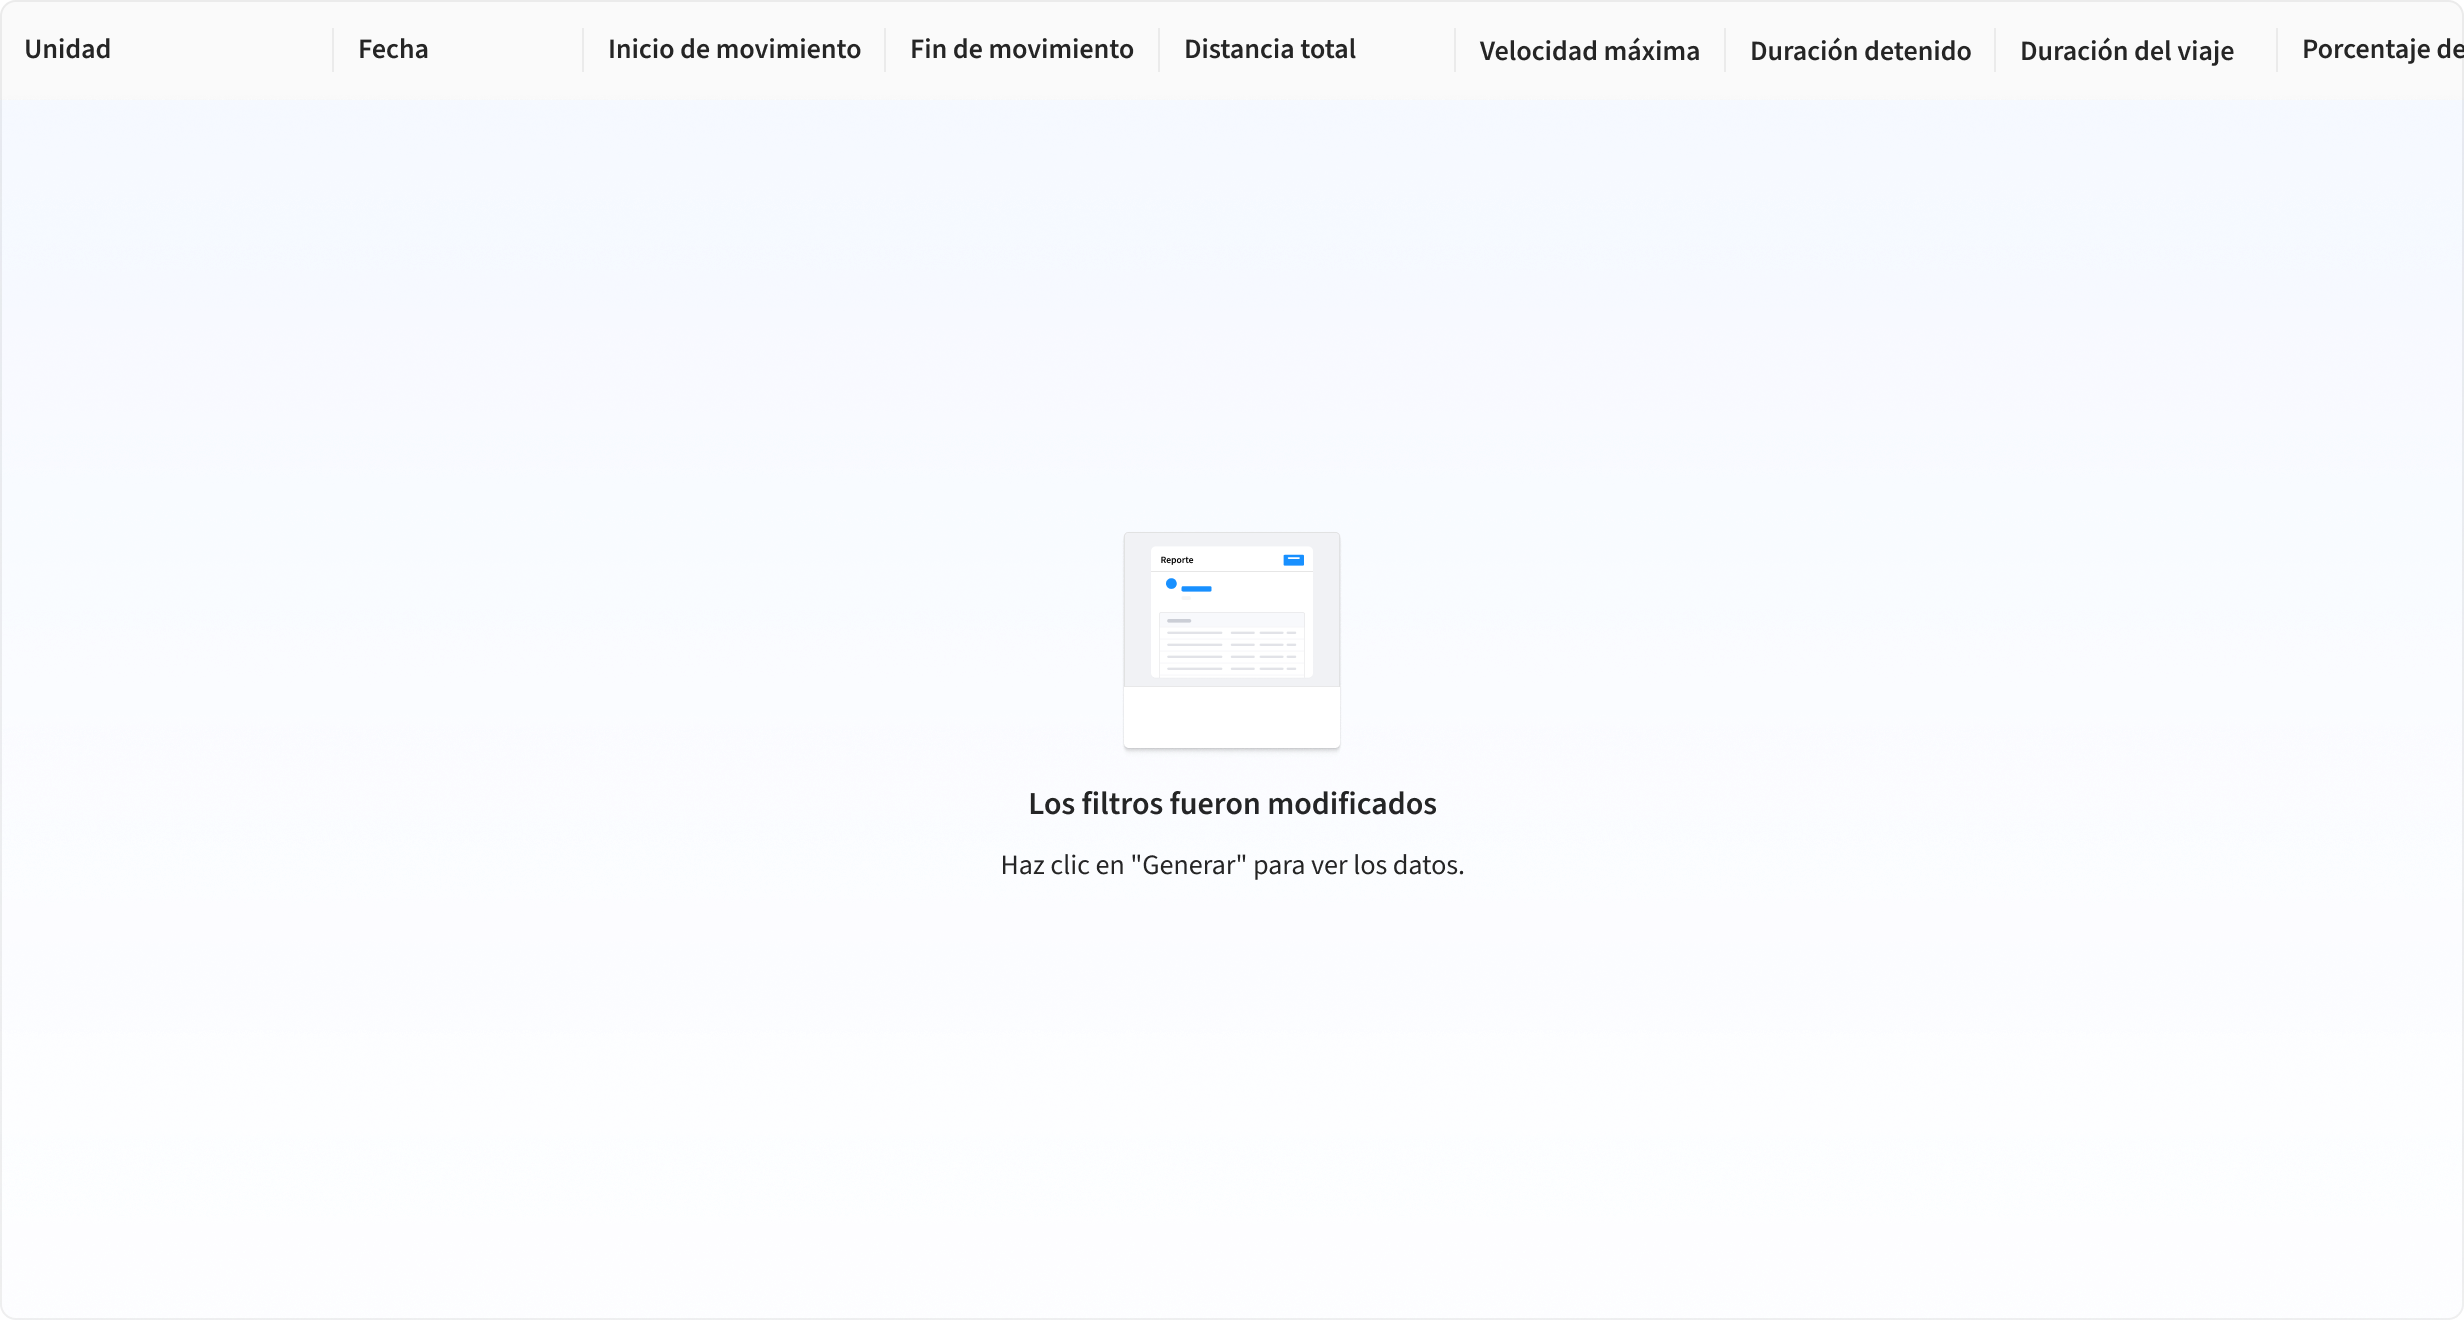 Unidad
Fecha
Inicio de movimiento
Fin de movimiento
Distancia total
Velocidad máxima
Duración detenido
Duración del viaje
Porcentaje de
Reporte
Los filtros fueron modificados
Haz clic en "Generar" para ver los datos.